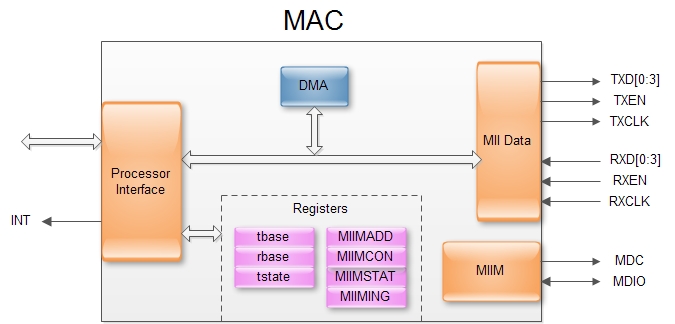 MAC
DMA
TXD[0:3]
TXEN
TXCLK
MII Data
RXD[0:3]
RXEN
RXCLK
Processor
Interface
INT
Registers
tbase
rbase
tstate
MIIMADD
MIIMCON
MIIMSTAT
MIIMING
MIIM
MDC
MDIO